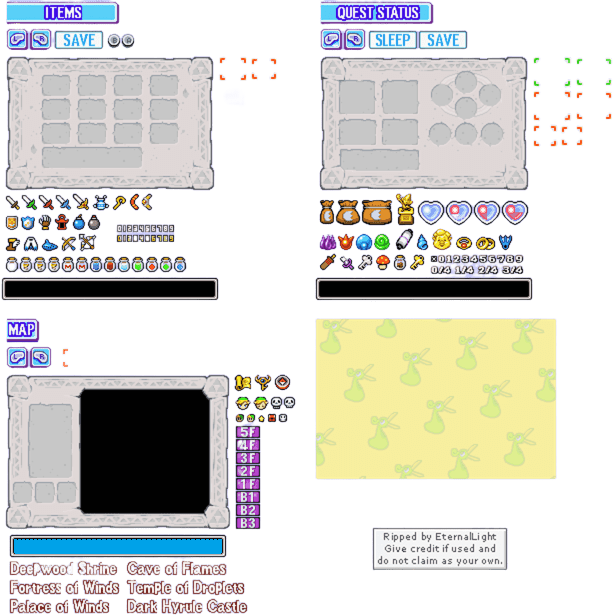 ITEMS
L R SAVE
QUEST STATUS
L R SLEEP SAVE
0123456789
0123456789
×0123456789
0/4 1/4 2/4 3/4
MAP
L R
5F
4F
3F
2F
1F
B1
B2
B3
Deepwood Shrine Cave of Flames
Fortress of Winds Temple of Droplets
Palace of Winds Dark Hyrule Castle
Ripped by EternalLight
Give credit if used and
do not claim as your own.